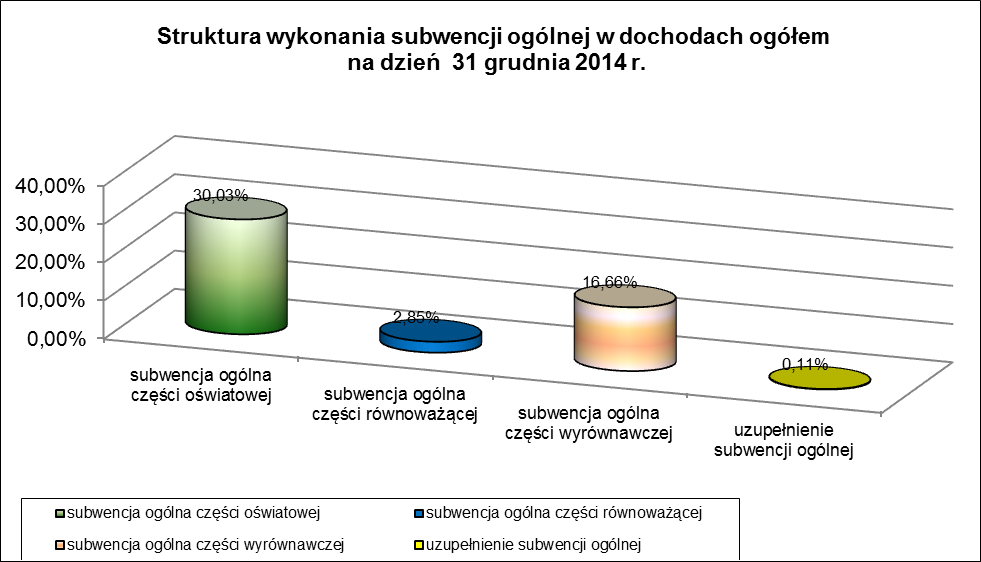 Struktura wykonania subwencji ogólnej w dochodach ogółem
na dzień  31 grudnia 2014 r.
40,00%
30,00%
20,00%
10,00%
0,00%
30,03%
2,85%
16,66%
0,11%
subwencja ogólna
części oświatowej
subwencja ogólna
części równoważącej
subwencja ogólna
części wyrównawczej
uzupełnienie
subwencji ogólnej
subwencja ogólna części oświatowej
subwencja ogólna części równoważącej
subwencja ogólna części wyrównawczej
uzupełnienie subwencji ogólnej